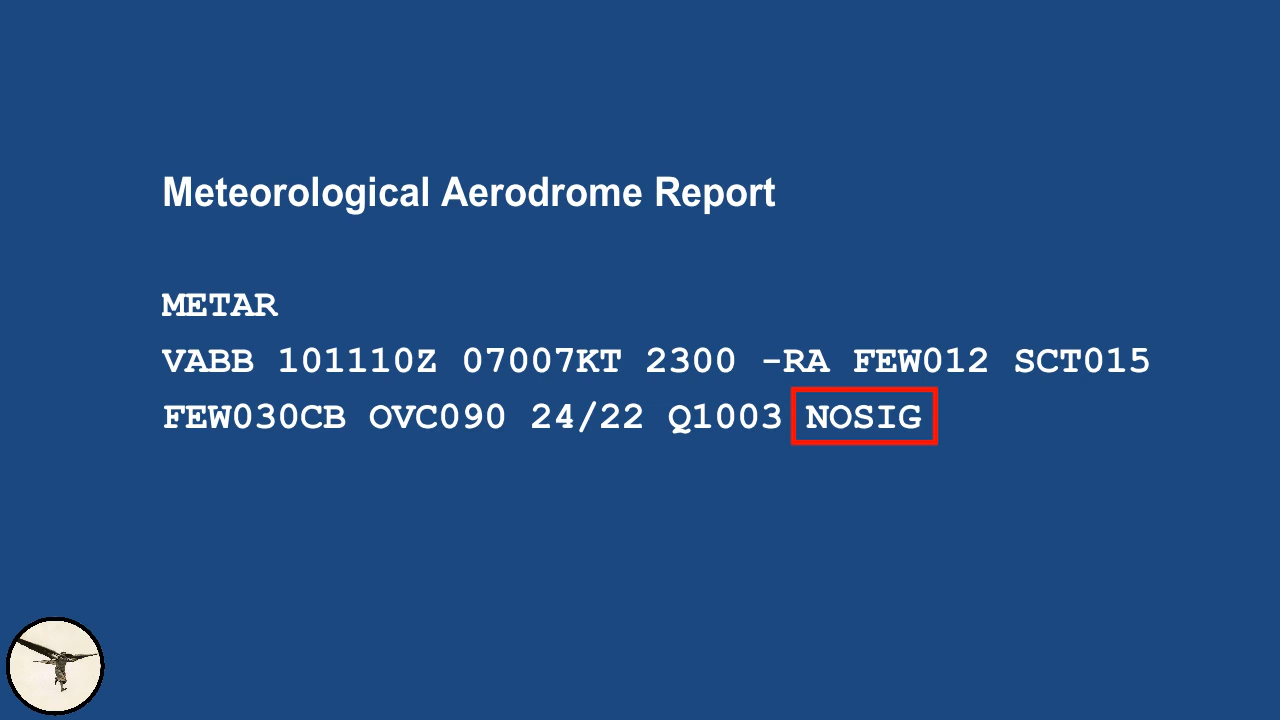 Meteorological Aerodrome Report
METAR
VABB 101110Z 07007KT 2300 -RA FEW012 SCT015
FEW030CB OVC090 24/22 Q1003 NOSIG